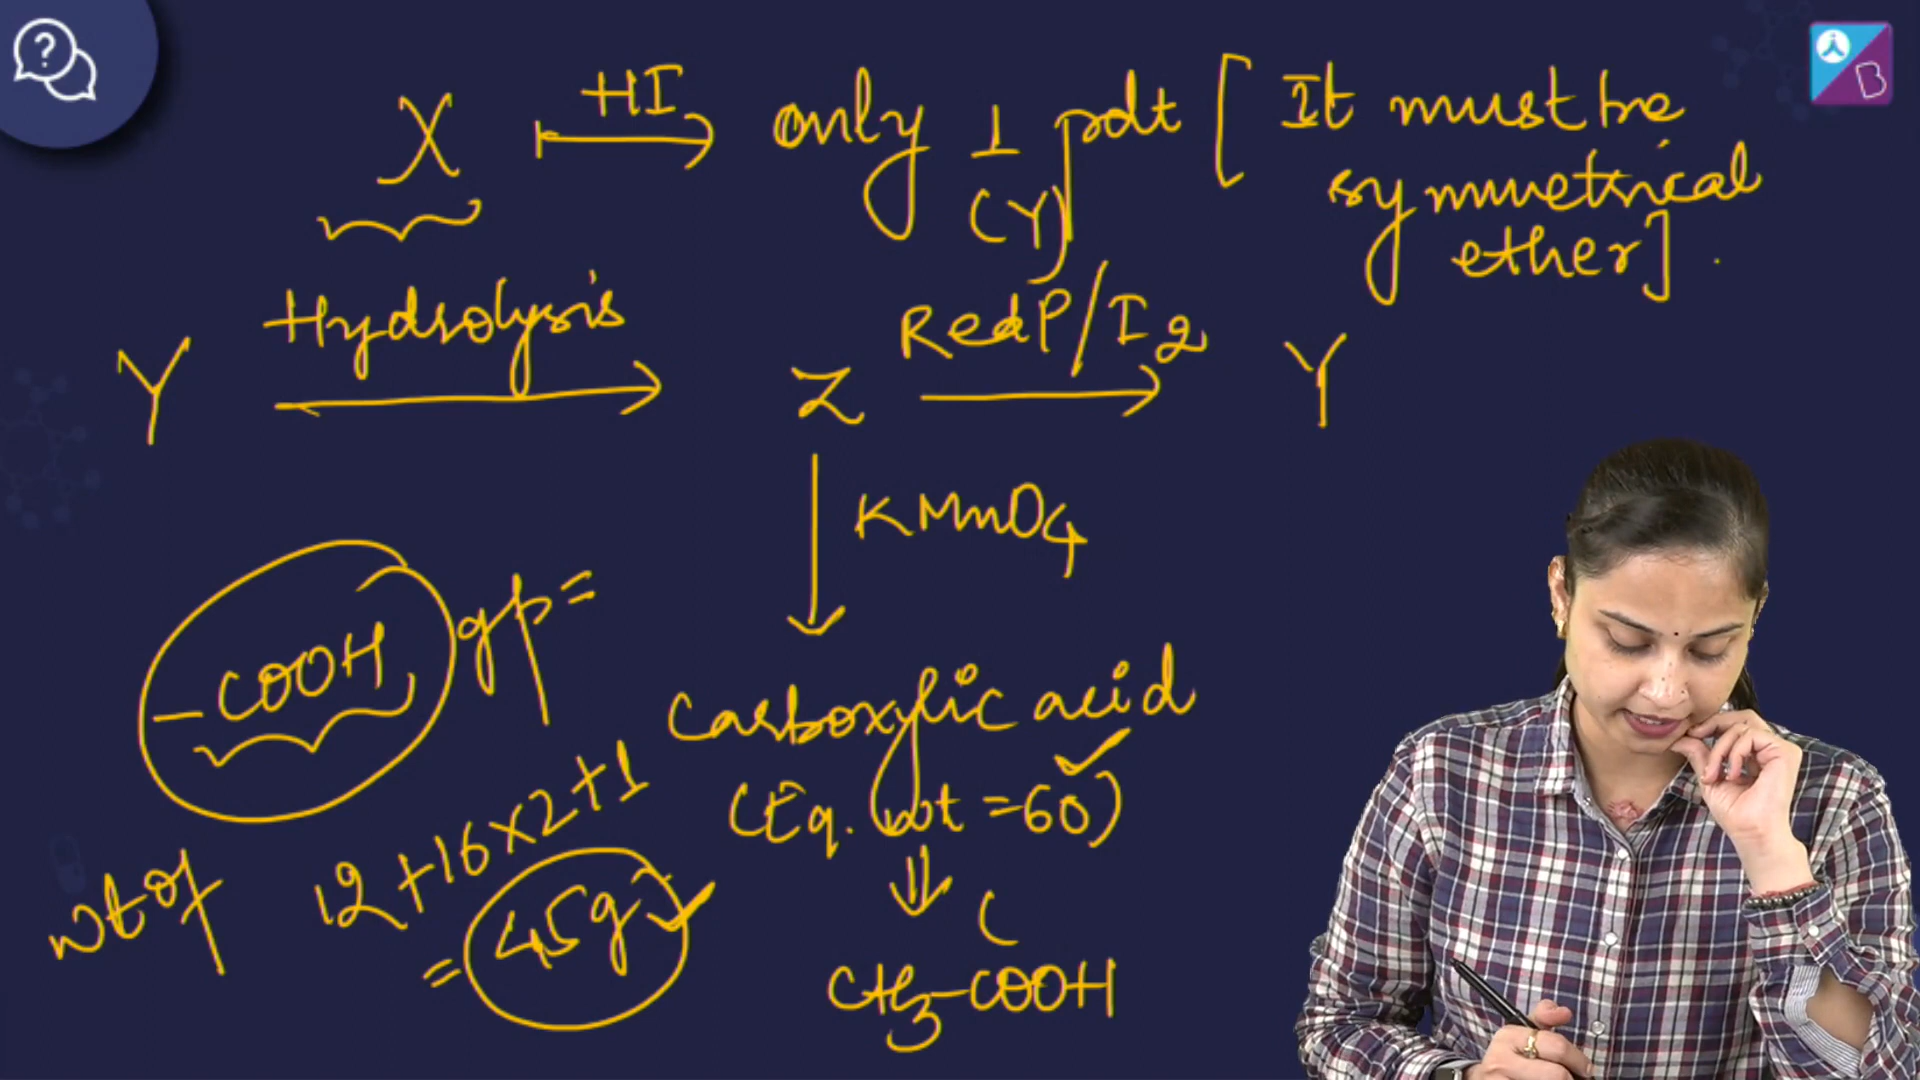 ?
X HI only 1 pdt [ It must be
(Y) symmetrical
ether] .
Y Hydrolysis Z Red P/I2 Y
KMnO4
-COOH gp =
Carboxylic acid
wt of 12+16x2+1 (Eq. wt = 60)
= 45g
C
CH3-COOH
B